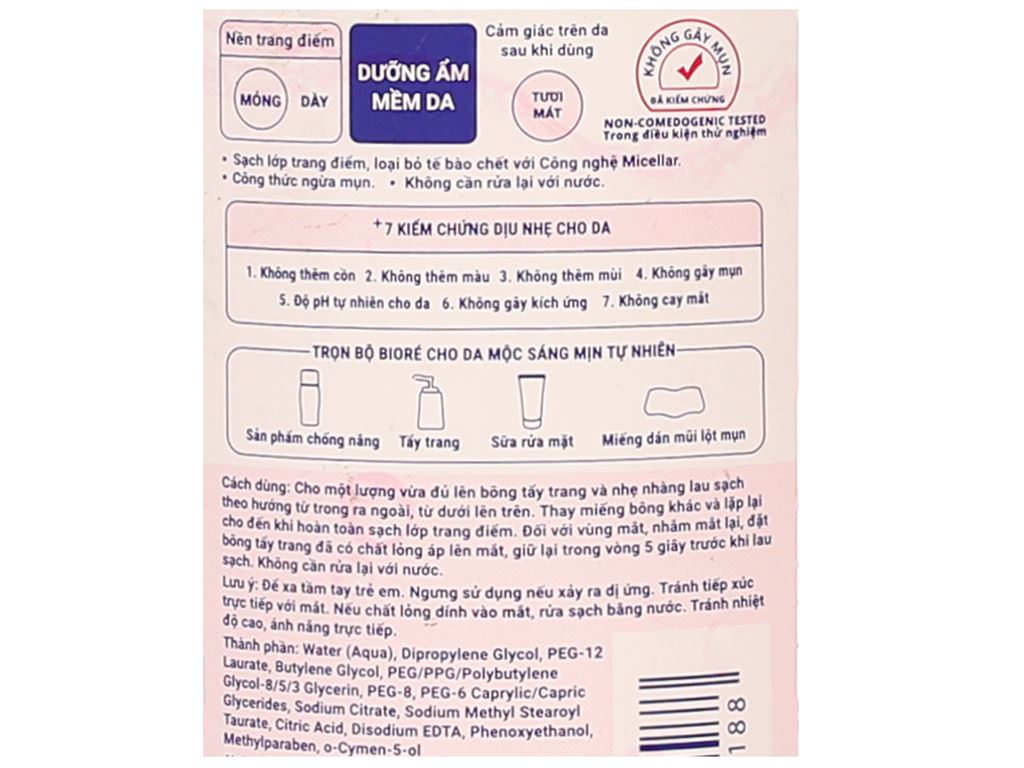 Nền trang điểm
MỎNG DÀY
DƯỠNG ẨM
MỀM DA
Cảm giác trên da
sau khi dùng
TƯƠI
MÁT
KHÔNG GÂY MỤN
ĐÃ KIỂM CHỨNG
NON-COMEDOGENIC TESTED
Trong điều kiện thử nghiệm
• Sạch lớp trang điểm, loại bỏ tế bào chết với Công nghệ Micellar.
• Công thức ngừa mụn. • Không cần rửa lại với nước.
+7 KIỂM CHỨNG DỊU NHẸ CHO DA
1. Không thêm cồn 2. Không thêm màu 3. Không thêm mùi 4. Không gây mụn
5. Độ pH tự nhiên cho da 6. Không gây kích ứng 7. Không cay mắt
TRỌN BỘ BIORÉ CHO DA MỘC SÁNG MỊN TỰ NHIÊN
Sản phẩm chống nắng Tẩy trang Sữa rửa mặt Miếng dán mũi lột mụn
Cách dùng: Cho một lượng vừa đủ lên bông tẩy trang và nhẹ nhàng lau sạch
theo hướng từ trong ra ngoài, từ dưới lên trên. Thay miếng bông khác và lặp lại
cho đến khi hoàn toàn sạch lớp trang điểm. Đối với vùng mắt, nhắm mắt lại, đặt
bông tẩy trang đã có chất lỏng áp lên mắt, giữ lại trong vòng 5 giây trước khi lau
sạch. Không cần rửa lại với nước.
Lưu ý: Để xa tầm tay trẻ em. Ngưng sử dụng nếu xảy ra dị ứng. Tránh tiếp xúc
trực tiếp với mắt. Nếu chất lỏng dính vào mắt, rửa sạch bằng nước. Tránh nhiệt
độ cao, ánh nắng trực tiếp.
Thành phần: Water (Aqua), Dipropylene Glycol, PEG-12
Laurate, Butylene Glycol, PEG/PPG/Polybutylene
Glycol-8/5/3 Glycerin, PEG-8, PEG-6 Caprylic/Capric
Glycerides, Sodium Citrate, Sodium Methyl Stearoyl
Taurate, Citric Acid, Disodium EDTA, Phenoxyethanol,
Methylparaben, o-Cymen-5-ol
188